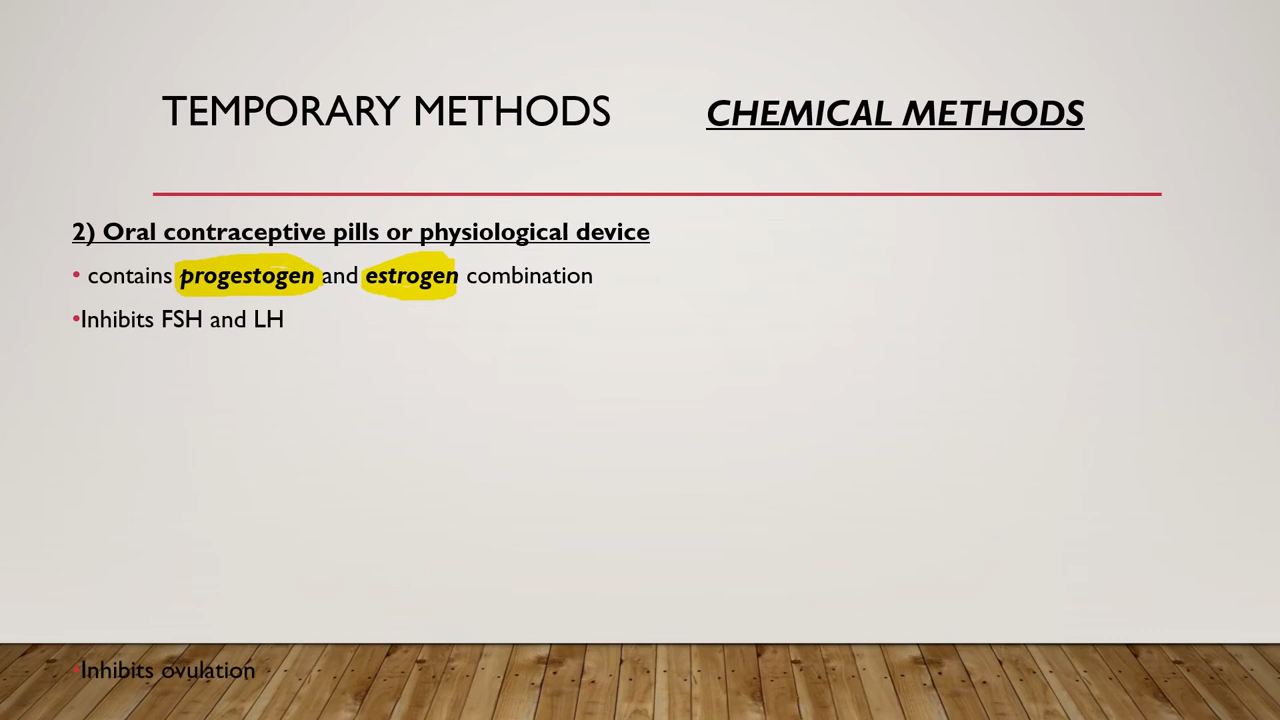 TEMPORARY METHODS CHEMICAL METHODS
2) Oral contraceptive pills or physiological device
• contains progestogen and estrogen combination
•Inhibits FSH and LH
•Inhibits ovulation